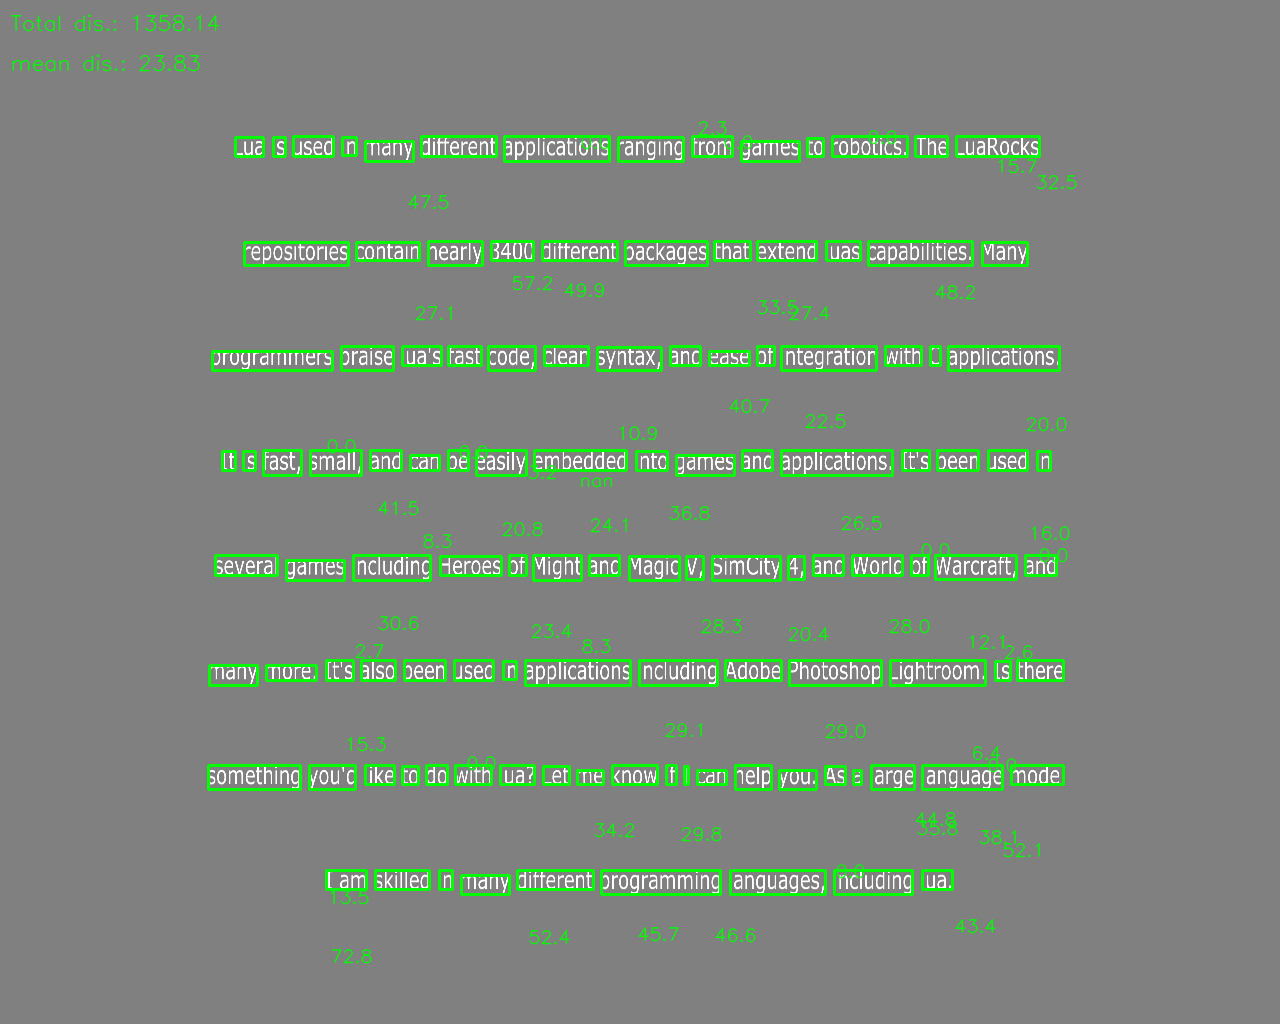 Total dis.: 1358.14
mean dis.: 23.83
2.3
0.0
Lua is used in many different applications ranging from games to robotics. The LuaRocks
15.7
32.5
47.5
repositories contain nearly 3400 different packages that extend Luas capabilities. Many
57.2 49.9 48.2
27.1 33.5 27.4
programmers praise Lua's fast code, clean syntax, and ease of integration with C applications.
40.7
10.9 22.5 20.0
0.0 0.0
It is fast, small, and can be easily embedded into games and applications. It's been used in
5.2 nan
41.5 36.8
8.3 20.8 24.1 26.5 16.0
0.0 0.0
several games including Heroes of Might and Magic V, SimCity 4, and World of Warcraft, and
30.6 23.4 28.3 20.4 28.0
2.7 8.3 12.1 2.6
many more. It's also been used in applications including Adobe Photoshop Lightroom. Is there
29.1 29.0
15.3 0.0 6.4
something you'd like to do with Lua? Let me know if I can help you. As a large language model
44.8
34.2 29.8 35.8 38.1
52.1
0.0
I am skilled in many different programming languages, including Lua.
13.5
52.4 45.7 46.6 43.4
72.8